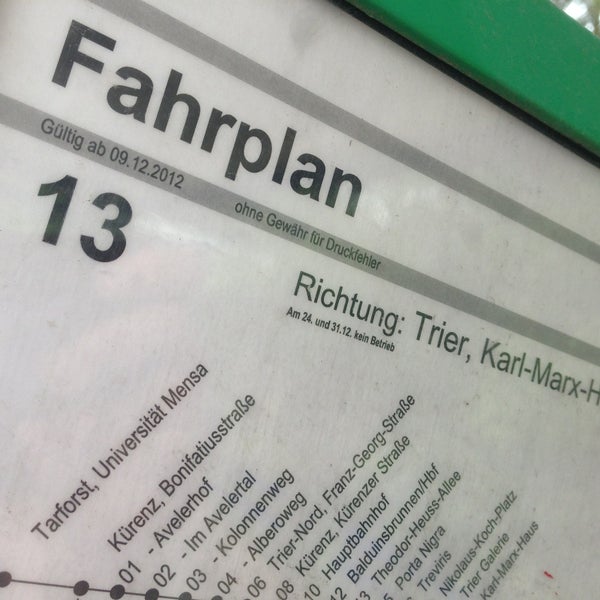 Fahrplan
Gültig ab 09.12.2012
ohne Gewähr für Druckfehler
13
Richtung: Trier, Karl-Marx-H
Am 24. und 31.12. kein Betrieb
Tarforst, Universität Mensa
Kürenz, Bonifatiusstraße
01 - Avelerhof
02 - Im Avelertal
03 - Kolonnenweg
04 - Alberoweg
06 Trier-Nord, Franz-Georg-Straße
08 Kürenz, Kürenzer Straße
10 Hauptbahnhof
12 Balduinsbrunnen/Hbf
13 Theodor-Heuss-Allee
5 Porta Nigra
Treviris
Nikolaus-Koch-Platz
Trier Galerie
Karl-Marx-Haus